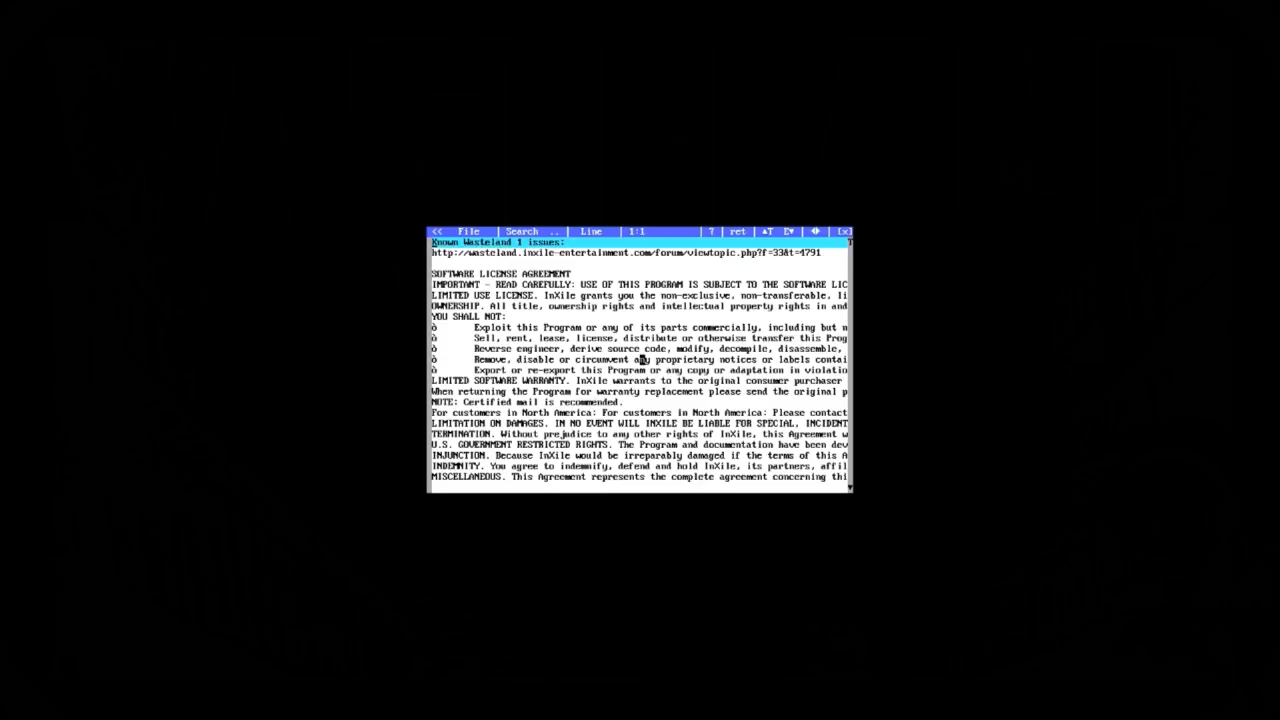 << File | Search .. | Line | 1:1 | ? | ret | ▲T E▼ | ◄► | [x]
Known Wasteland 1 issues:
http://wasteland.inxile-entertainment.com/forum/viewtopic.php?f=33&t=4791
SOFTWARE LICENSE AGREEMENT
IMPORTANT - READ CAREFULLY: USE OF THIS PROGRAM IS SUBJECT TO THE SOFTWARE LIC
LIMITED USE LICENSE. InXile grants you the non-exclusive, non-transferable, li
OWNERSHIP. All title, ownership rights and intellectual property rights in and
YOU SHALL NOT:
ò Exploit this Program or any of its parts commercially, including but n
ò Sell, rent, lease, license, distribute or otherwise transfer this Prog
ò Reverse engineer, derive source code, modify, decompile, disassemble,
ò Remove, disable or circumvent any proprietary notices or labels contai
ò Export or re-export this Program or any copy or adaptation in violatio
LIMITED SOFTWARE WARRANTY. InXile warrants to the original consumer purchaser
When returning the Program for warranty replacement please send the original p
NOTE: Certified mail is recommended.
For customers in North America: For customers in North America: Please contact
LIMITATION ON DAMAGES. IN NO EVENT WILL INXILE BE LIABLE FOR SPECIAL, INCIDENT
TERMINATION. Without prejudice to any other rights of InXile, this Agreement w
U.S. GOVERNMENT RESTRICTED RIGHTS. The Program and documentation have been dev
INJUNCTION. Because InXile would be irreparably damaged if the terms of this A
INDEMNITY. You agree to indemnify, defend and hold InXile, its partners, affil
MISCELLANEOUS. This Agreement represents the complete agreement concerning thi